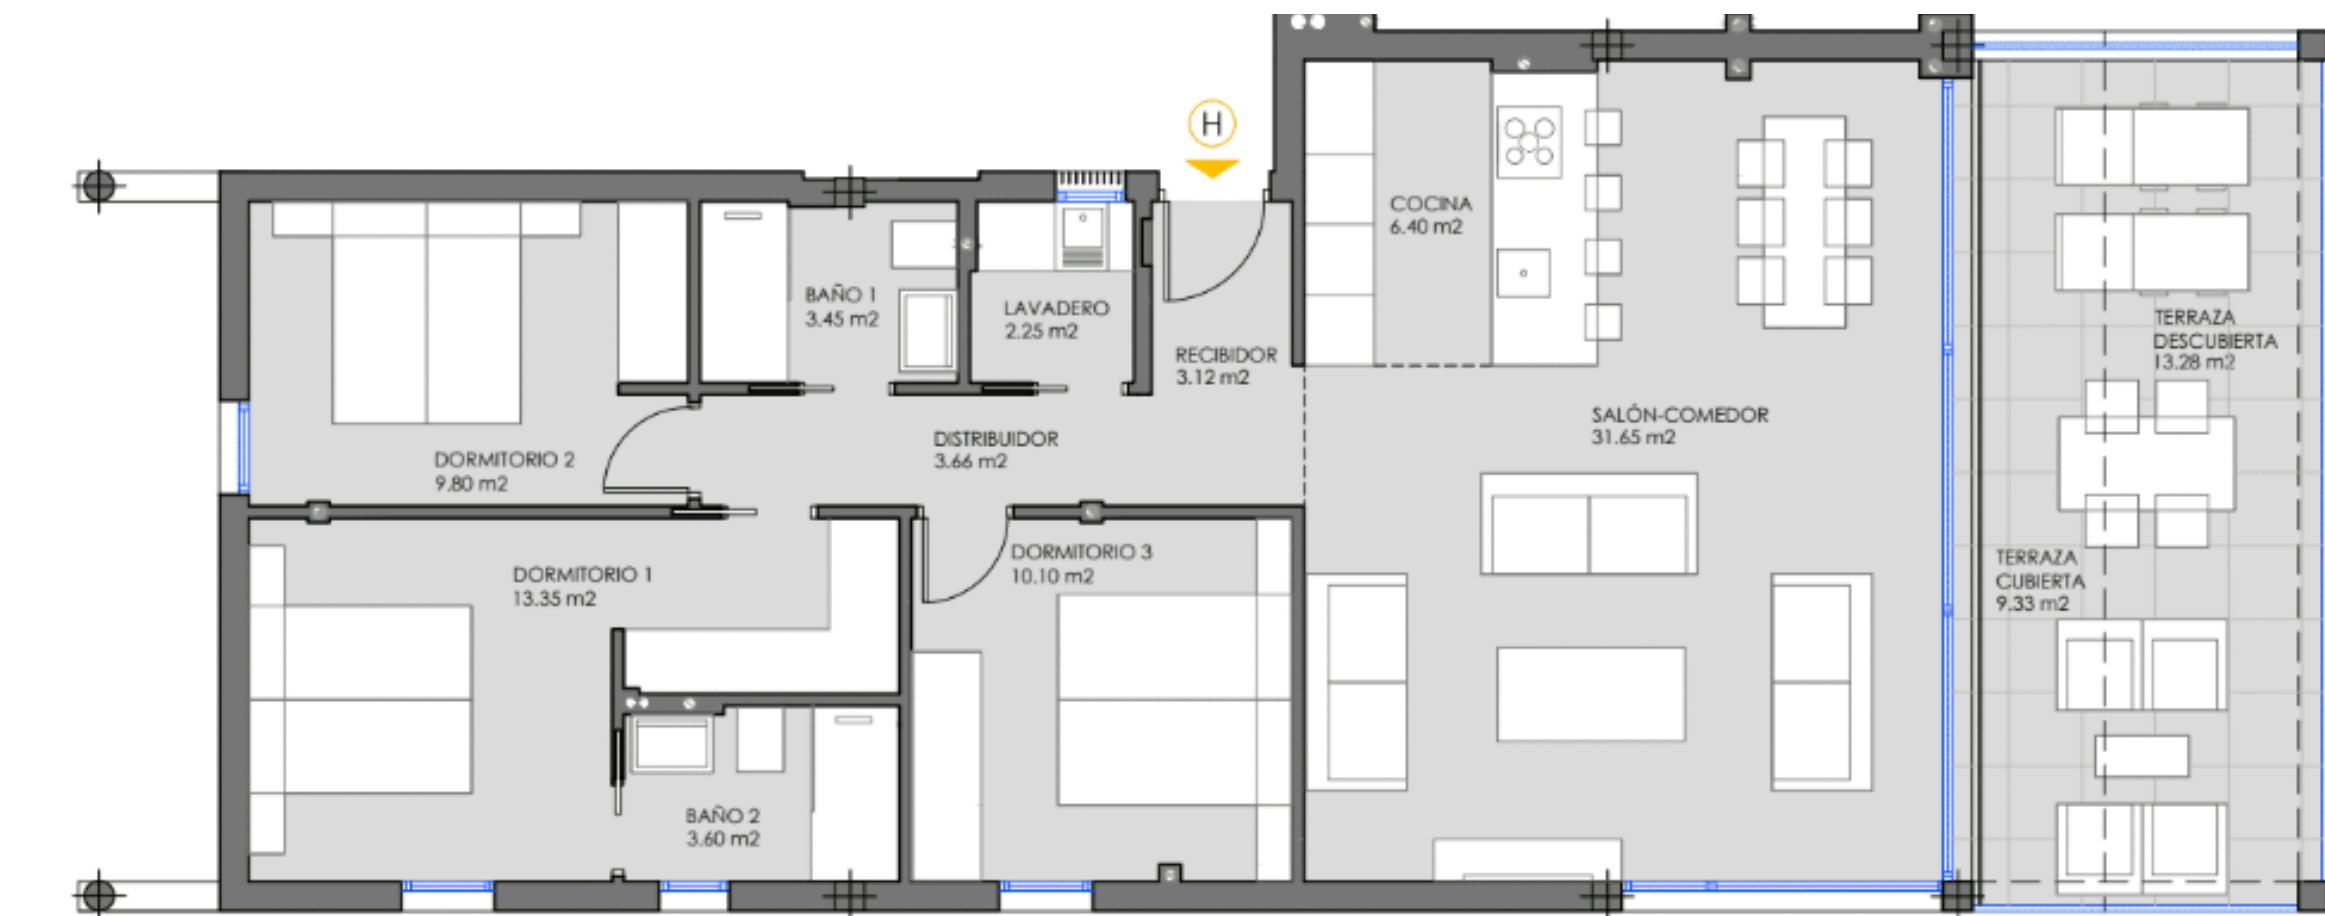 H
COCINA
6.40 m2
BAÑO 1
3.45 m2
LAVADERO
2.25 m2
RECIBIDOR
3.12 m2
TERRAZA
DESCUBIERTA
13.28 m2
SALÓN-COMEDOR
31.65 m2
DISTRIBUIDOR
3.66 m2
DORMITORIO 2
9.80 m2
DORMITORIO 3
10.10 m2
DORMITORIO 1
13.35 m2
TERRAZA
CUBIERTA
9.33 m2
BAÑO 2
3.60 m2